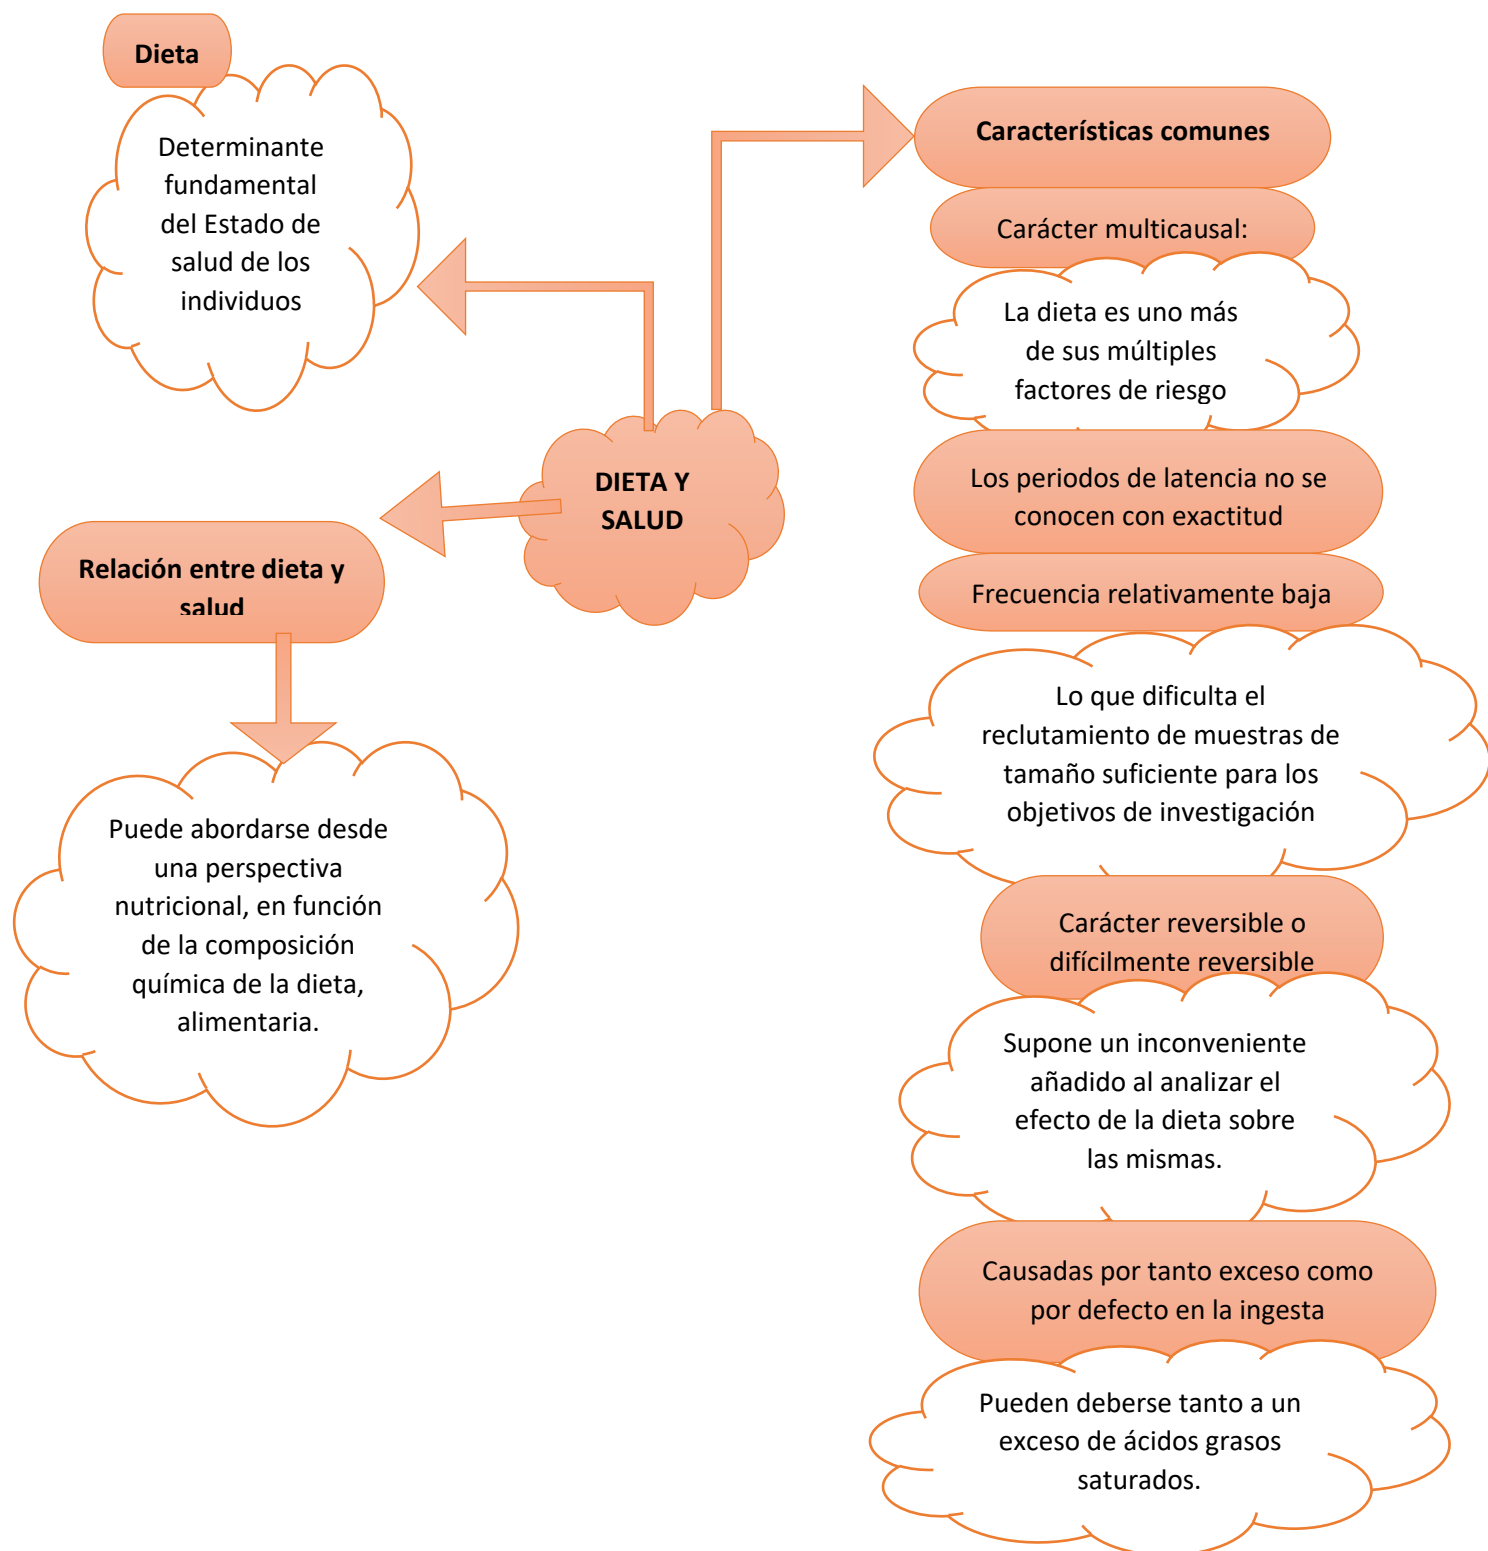 Dieta
Determinante
fundamental
del Estado de
salud de los
individuos
DIETA Y
SALUD
Relación entre dieta y
salud
Puede abordarse desde
una perspectiva
nutricional, en función
de la composición
química de la dieta,
alimentaria.
Características comunes
Carácter multicausal:
La dieta es uno más
de sus múltiples
factores de riesgo
Los periodos de latencia no se
conocen con exactitud
Frecuencia relativamente baja
Lo que dificulta el
reclutamiento de muestras de
tamaño suficiente para los
objetivos de investigación
Carácter reversible o
difícilmente reversible
Supone un inconveniente
añadido al analizar el
efecto de la dieta sobre
las mismas.
Causadas por tanto exceso como
por defecto en la ingesta
Pueden deberse tanto a un
exceso de ácidos grasos
saturados.